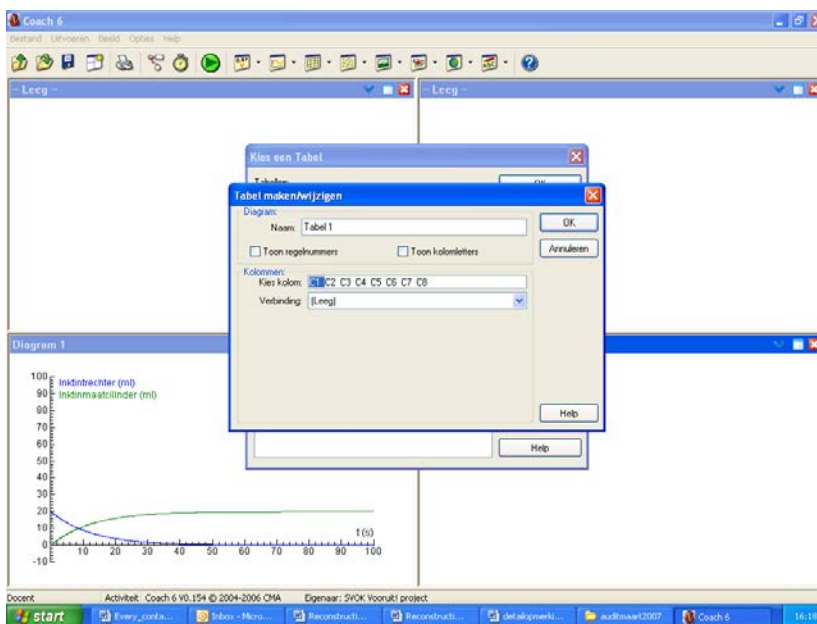 Coach 6
Bestand Uitvoeren Beeld Opties Help
- Leeg -
- Leeg -
Kies een Tabel
Tabellen:
OK
Tabel maken/wijzigen
Diagram:
Naam: Tabel 1
OK
Toon regelnummers
Toon kolomletters
Annuleren
Kolommen:
Kies kolom: C1 C2 C3 C4 C5 C6 C7 C8
Verbinding: (Leeg)
Help
Help
Diagram 1
Inktintrechter (ml)
Inktinmaatcilinder (ml)
100
90
80
70
60
50
40
30
20
10
0
-10
t (s)
10 20 30 40 50 60 70 80 90 100
Docent
Activiteit: Coach 6 V0.154 © 2004-2006 CMA
Eigenaar: SVOK Vooruit! project
start
Every_conta...
Inbox - Micro...
Reconstructi...
Reconstructi...
detailopmerki...
auditmaart2007
Coach 6
16:18